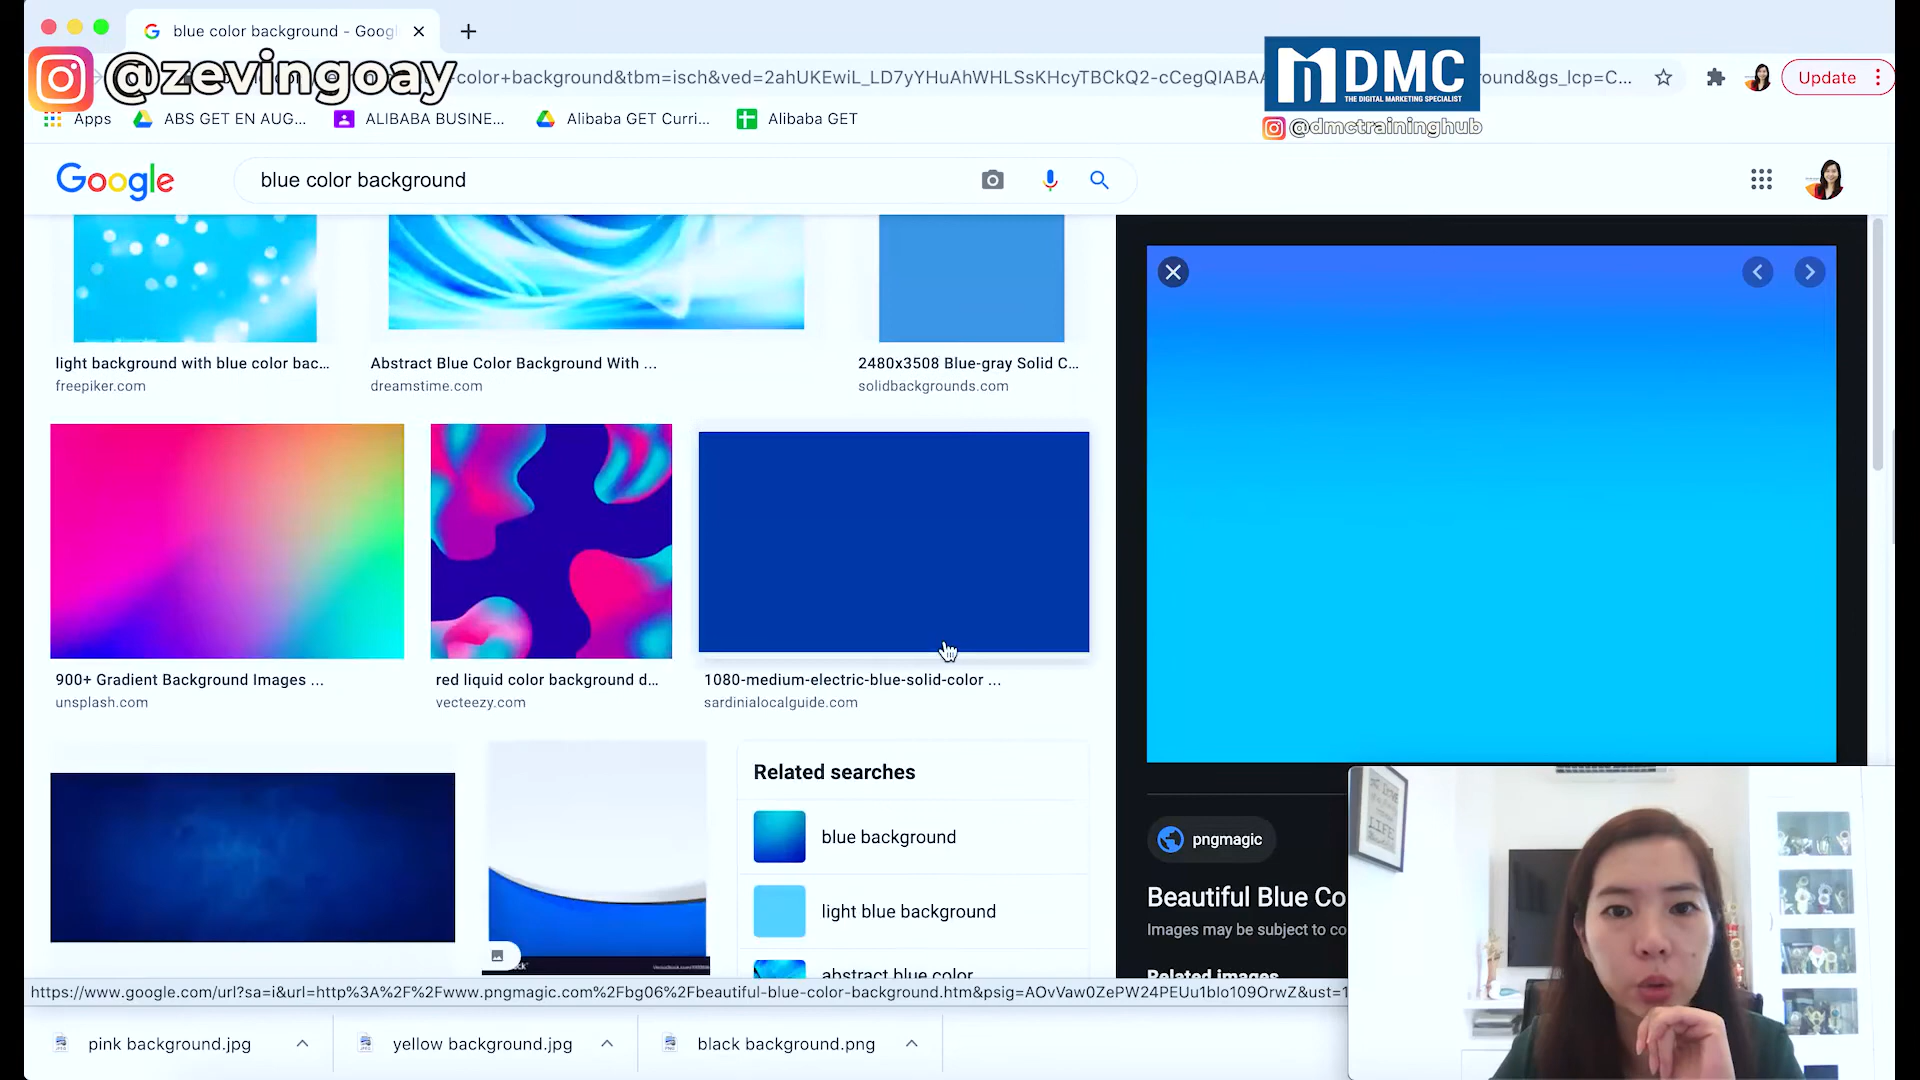 blue color background - Goog
@zevingoay
color+background&tbm=isch&ved=2ahUKEwiL_LD7yYHuAhWHLSsKHcyTBCkQ2-cCegQIABAA
ound&gs_lcp=C...
Update
DMC
THE DIGITAL MARKETING SPECIALIST
@dmctraininghub
Apps
ABS GET EN AUG...
ALIBABA BUSINE...
Alibaba GET Curri...
Alibaba GET
Google
blue color background
light background with blue color bac...
freepiker.com
Abstract Blue Color Background With ...
dreamstime.com
2480x3508 Blue-gray Solid C...
solidbackgrounds.com
900+ Gradient Background Images ...
unsplash.com
red liquid color background d...
vecteezy.com
1080-medium-electric-blue-solid-color ...
sardinialocalguide.com
Related searches
blue background
light blue background
abstract blue color
pngmagic
Beautiful Blue Co
Images may be subject to co
Related images
LIFE
https://www.google.com/url?sa=i&url=http%3A%2F%2Fwww.pngmagic.com%2Fbg06%2Fbeautiful-blue-color-background.htm&psig=AOvVaw0ZePW24PEUu1blo109OrwZ&ust=1
pink background.jpg
yellow background.jpg
black background.png